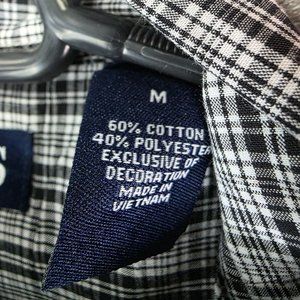 M
60% COTTON
40% POLYESTER
EXCLUSIVE OF
DECORATION
MADE IN
VIETNAM
S